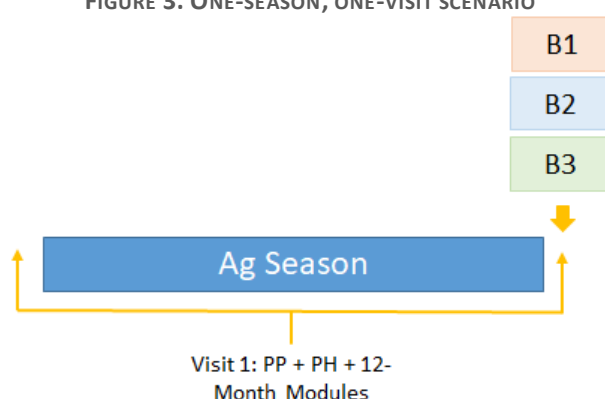 FIGURE 3. ONE-SEASON, ONE-VISIT SCENARIO
B1
B2
B3
Ag Season
Visit 1: PP + PH + 12-
Month Modules